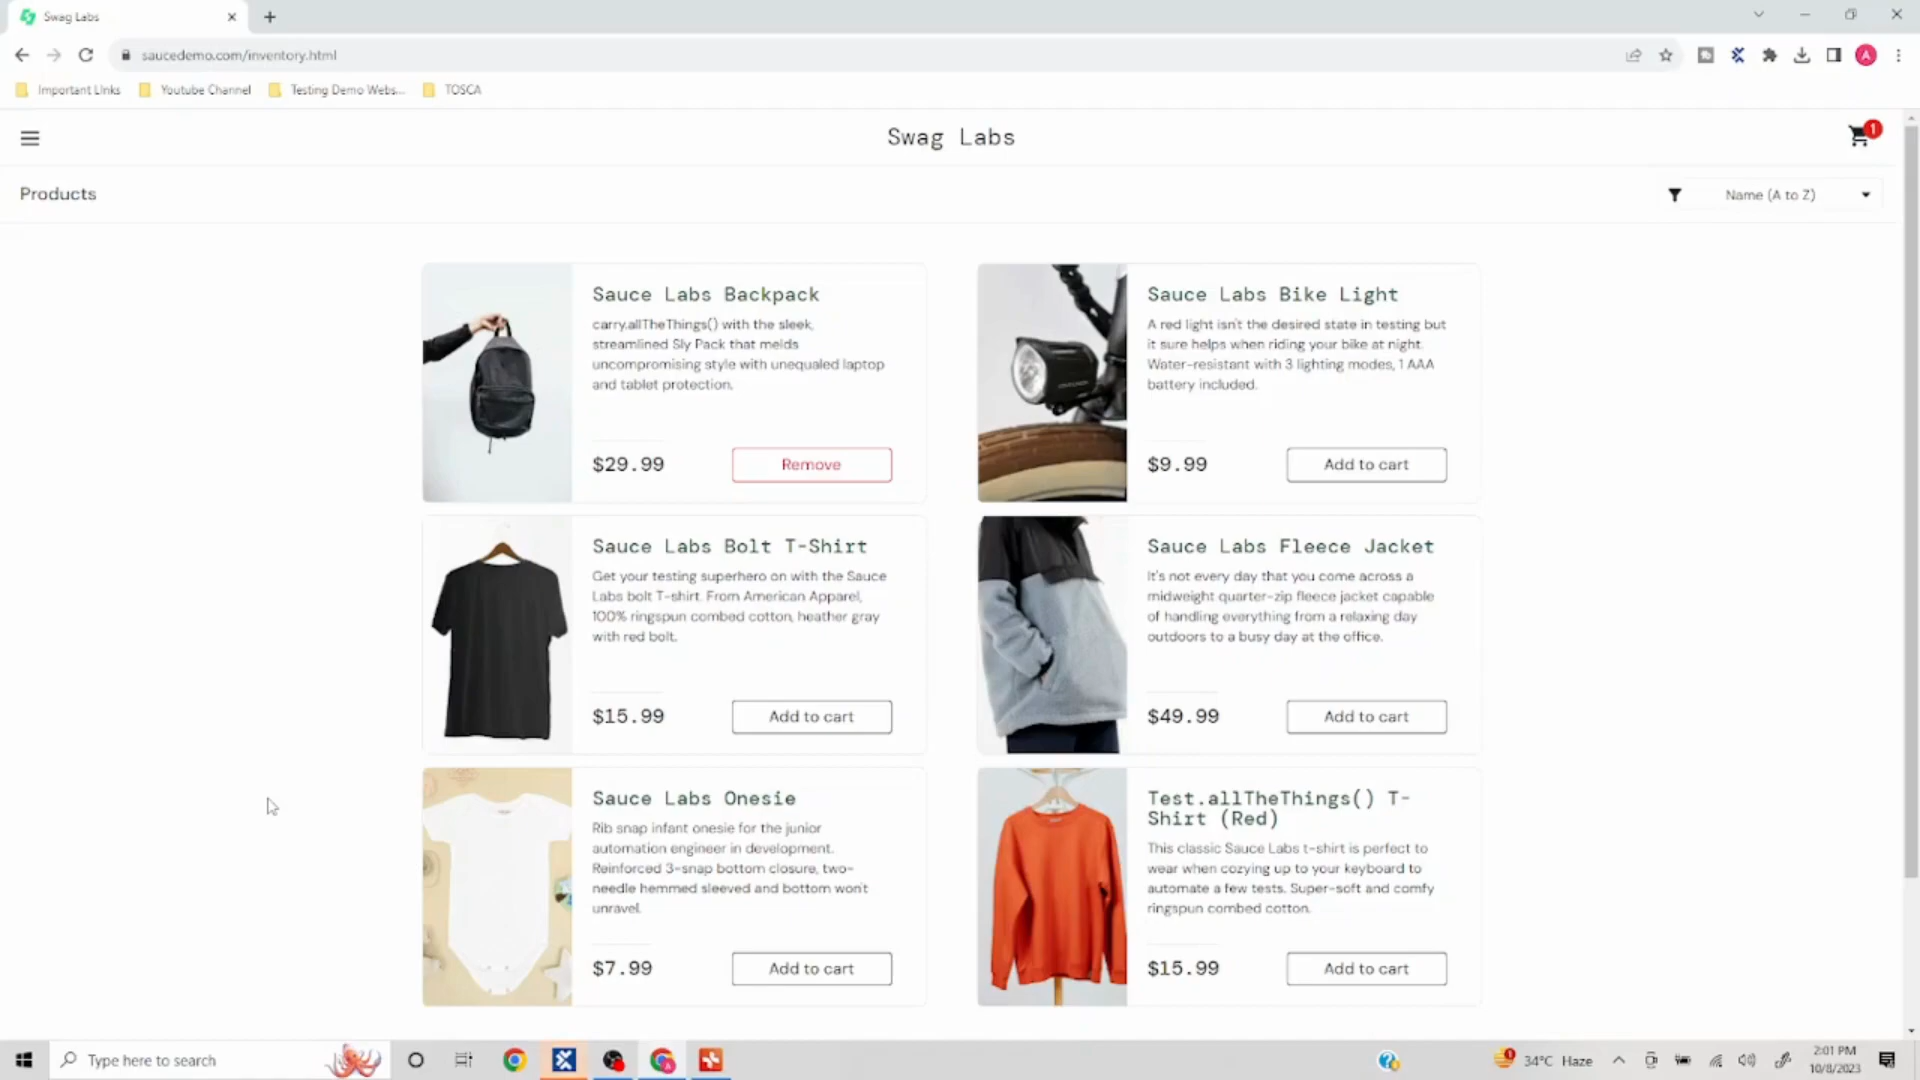 Swag Labs
saucedemo.com/inventory.html
A
Important LInks
Youtube Channel
Testing Demo Webs...
TOSCA
Swag Labs
1
Products
Name (A to Z)
Sauce Labs Backpack
carry.allTheThings() with the sleek,
streamlined Sly Pack that melds
uncompromising style with unequaled laptop
and tablet protection.
$29.99
Remove
Sauce Labs Bike Light
A red light isn't the desired state in testing but
it sure helps when riding your bike at night.
Water-resistant with 3 lighting modes, 1 AAA
battery included.
$9.99
Add to cart
Sauce Labs Bolt T-Shirt
Get your testing superhero on with the Sauce
Labs bolt T-shirt. From American Apparel,
100% ringspun combed cotton, heather gray
with red bolt.
$15.99
Add to cart
Sauce Labs Fleece Jacket
It's not every day that you come across a
midweight quarter-zip fleece jacket capable
of handling everything from a relaxing day
outdoors to a busy day at the office.
$49.99
Add to cart
Sauce Labs Onesie
Rib snap infant onesie for the junior
automation engineer in development.
Reinforced 3-snap bottom closure, two-
needle hemmed sleeved and bottom won't
unravel.
$7.99
Add to cart
Test.allTheThings() T-
Shirt (Red)
This classic Sauce Labs t-shirt is perfect to
wear when cozying up to your keyboard to
automate a few tests. Super-soft and comfy
ringspun combed cotton.
$15.99
Add to cart
Type here to search
34°C Haze
2:01 PM
10/8/2023